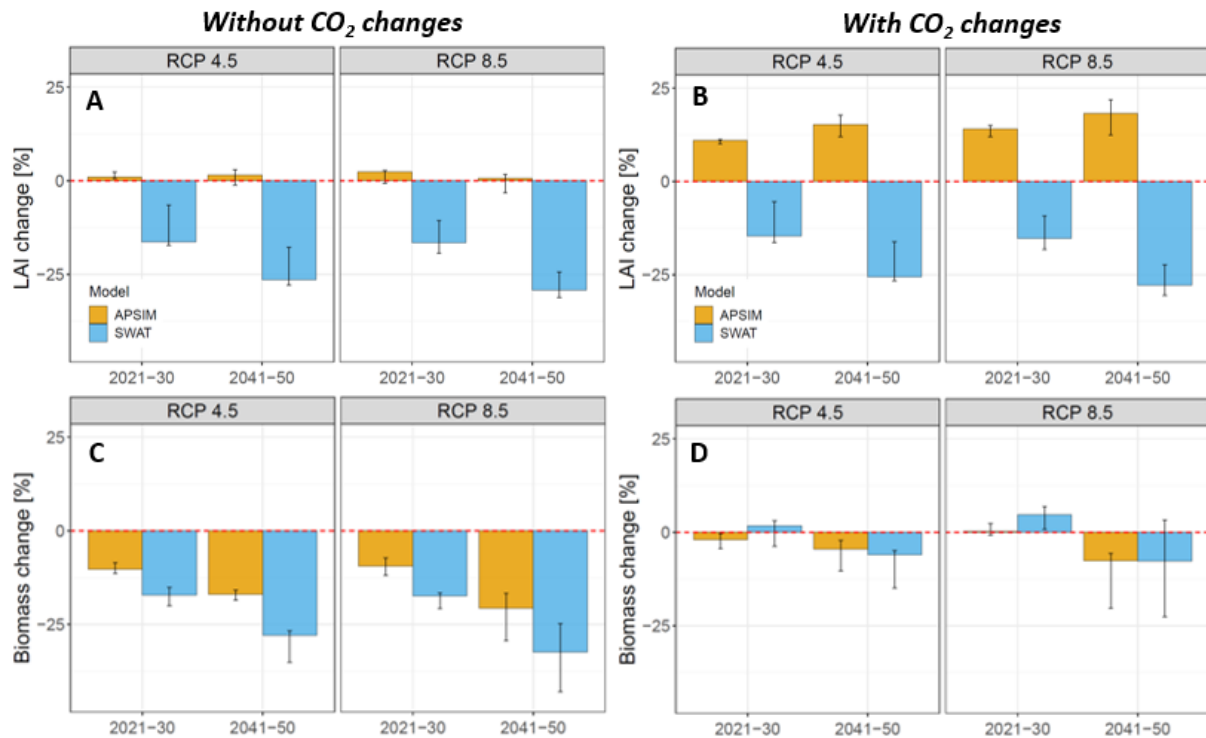 Without CO₂ changes
With CO₂ changes
RCP 4.5
RCP 8.5
A
LAI change [%]
25
0
−25
Model
APSIM
SWAT
2021−30
2041−50
2021−30
2041−50
RCP 4.5
RCP 8.5
B
LAI change [%]
25
0
−25
Model
APSIM
SWAT
2021−30
2041−50
2021−30
2041−50
RCP 4.5
RCP 8.5
C
Biomass change [%]
25
0
−25
2021−30
2041−50
2021−30
2041−50
RCP 4.5
RCP 8.5
D
Biomass change [%]
25
0
−25
2021−30
2041−50
2021−30
2041−50